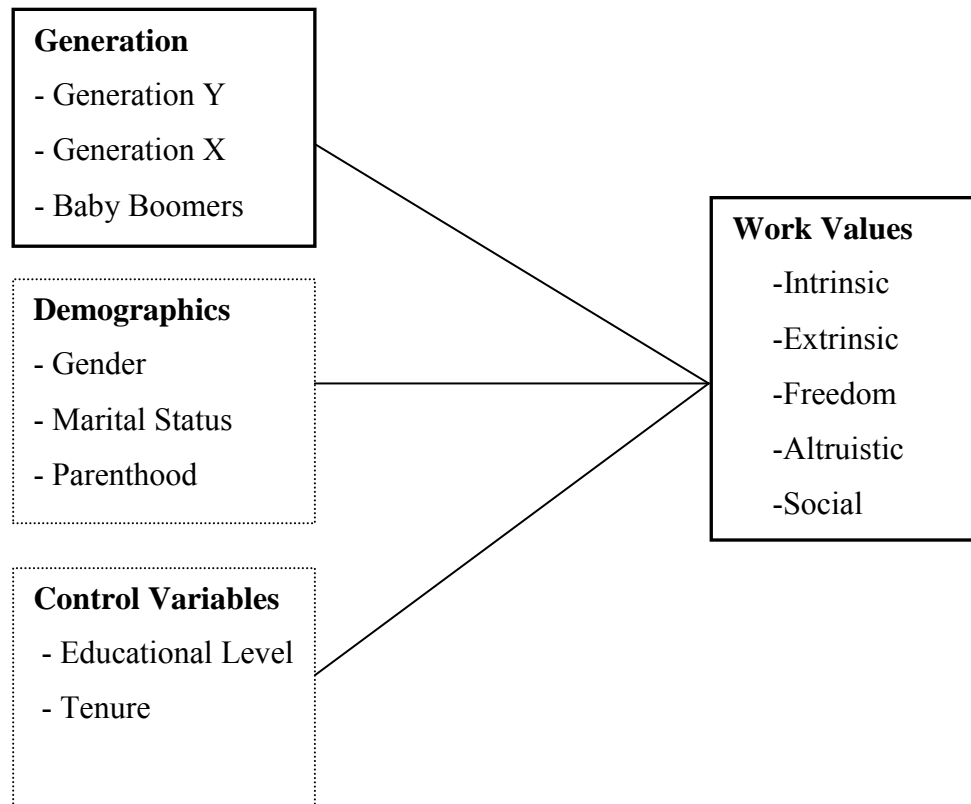 Generation
- Generation Y
- Generation X
- Baby Boomers
Demographics
- Gender
- Marital Status
- Parenthood
Control Variables
- Educational Level
- Tenure
Work Values
-Intrinsic
-Extrinsic
-Freedom
-Altruistic
-Social